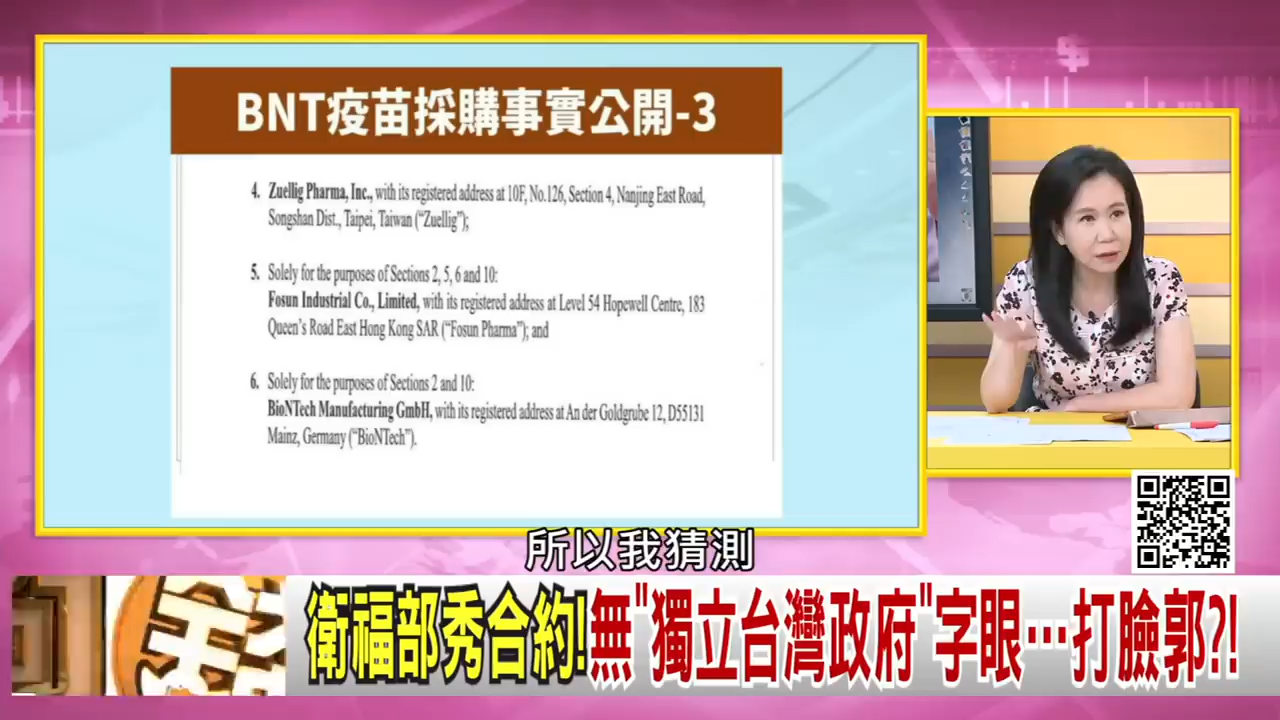 BNT疫苗採購事實公開-3
4. Zuellig Pharma, Inc., with its registered address at 10F, No.126, Section 4, Nanjing East Road,
Songshan Dist., Taipei, Taiwan (“Zuellig”);
5. Solely for the purposes of Sections 2, 5, 6 and 10:
Fosun Industrial Co., Limited, with its registered address at Level 54 Hopewell Centre, 183
Queen’s Road East Hong Kong SAR (“Fosun Pharma”); and
6. Solely for the purposes of Sections 2 and 10:
BioNTech Manufacturing GmbH, with its registered address at An der Goldgrube 12, D55131
Mainz, Germany (“BioNTech”).
所以我猜測
衛福部秀合約!無"獨立台灣政府"字眼…打臉郭?!